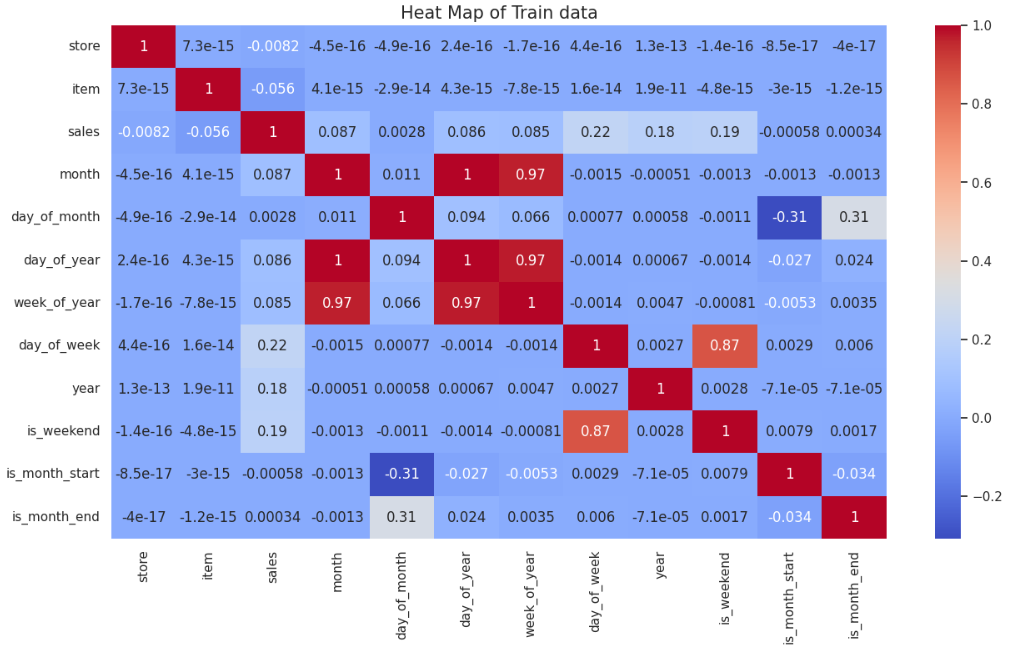 Heat Map of Train data
store 1 7.3e-15 -0.0082 -4.5e-16 -4.9e-16 2.4e-16 -1.7e-16 4.4e-16 1.3e-13 -1.4e-16 -8.5e-17 -4e-17
item 7.3e-15 1 -0.056 4.1e-15 -2.9e-14 4.3e-15 -7.8e-15 1.6e-14 1.9e-11 -4.8e-15 -3e-15 -1.2e-15
sales -0.0082 -0.056 1 0.087 0.0028 0.086 0.085 0.22 0.18 0.19 -0.00058 0.00034
month -4.5e-16 4.1e-15 0.087 1 0.011 1 0.97 -0.0015 -0.00051 -0.0013 -0.0013 -0.0013
day_of_month -4.9e-16 -2.9e-14 0.0028 0.011 1 0.094 0.066 0.00077 0.00058 -0.0011 -0.31 0.31
day_of_year 2.4e-16 4.3e-15 0.086 1 0.094 1 0.97 -0.0014 0.00067 -0.0014 -0.027 0.024
week_of_year -1.7e-16 -7.8e-15 0.085 0.97 0.066 0.97 1 -0.0014 0.0047 -0.00081 -0.0053 0.0035
day_of_week 4.4e-16 1.6e-14 0.22 -0.0015 0.00077 -0.0014 -0.0014 1 0.0027 0.87 0.0029 0.006
year 1.3e-13 1.9e-11 0.18 -0.00051 0.00058 0.00067 0.0047 0.0027 1 0.0028 -7.1e-05 -7.1e-05
is_weekend -1.4e-16 -4.8e-15 0.19 -0.0013 -0.0011 -0.0014 -0.00081 0.87 0.0028 1 0.0079 0.0017
is_month_start -8.5e-17 -3e-15 -0.00058 -0.0013 -0.31 -0.027 -0.0053 0.0029 -7.1e-05 0.0079 1 -0.034
is_month_end -4e-17 -1.2e-15 0.00034 -0.0013 0.31 0.024 0.0035 0.006 -7.1e-05 0.0017 -0.034 1
store item sales month day_of_month day_of_year week_of_year day_of_week year is_weekend is_month_start is_month_end
1.0
0.8
0.6
0.4
0.2
0.0
−0.2